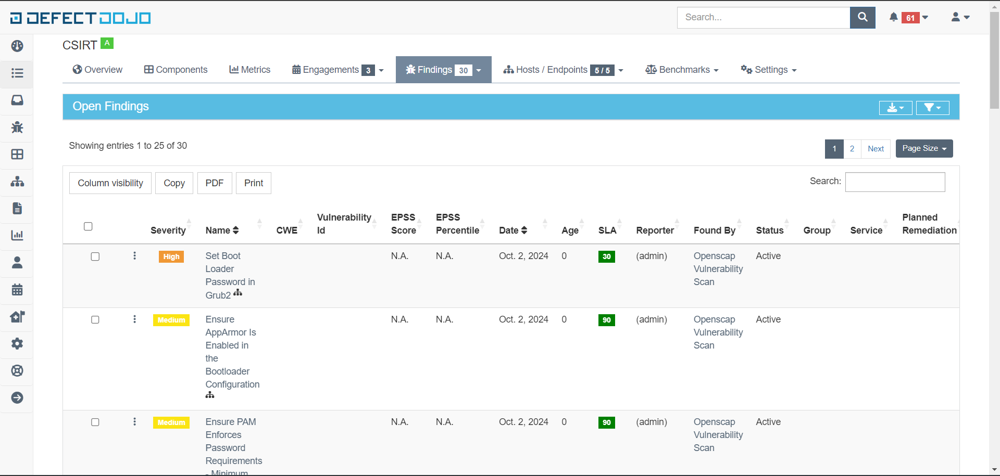 DEFECTDOJO
Search...
61
CSIRT A
Overview
Components
Metrics
Engagements 3
Findings 30
Hosts / Endpoints 5 / 5
Benchmarks
Settings
Open Findings
Showing entries 1 to 25 of 30
1 2 Next Page Size
Column visibility Copy PDF Print
Search:
Severity
Name
CWE
Vulnerability
Id
EPSS
Score
EPSS
Percentile
Date
Age
SLA
Reporter
Found By
Status
Group
Service
Planned
Remediation
High
Set Boot
Loader
Password in
Grub2
N.A.
N.A.
Oct. 2, 2024
0
30
(admin)
Openscap
Vulnerability
Scan
Active
Medium
Ensure
AppArmor Is
Enabled in
the
Bootloader
Configuration
N.A.
N.A.
Oct. 2, 2024
0
90
(admin)
Openscap
Vulnerability
Scan
Active
Medium
Ensure PAM
Enforces
Password
Requirements
- Minimum
N.A.
N.A.
Oct. 2, 2024
0
90
(admin)
Openscap
Vulnerability
Scan
Active